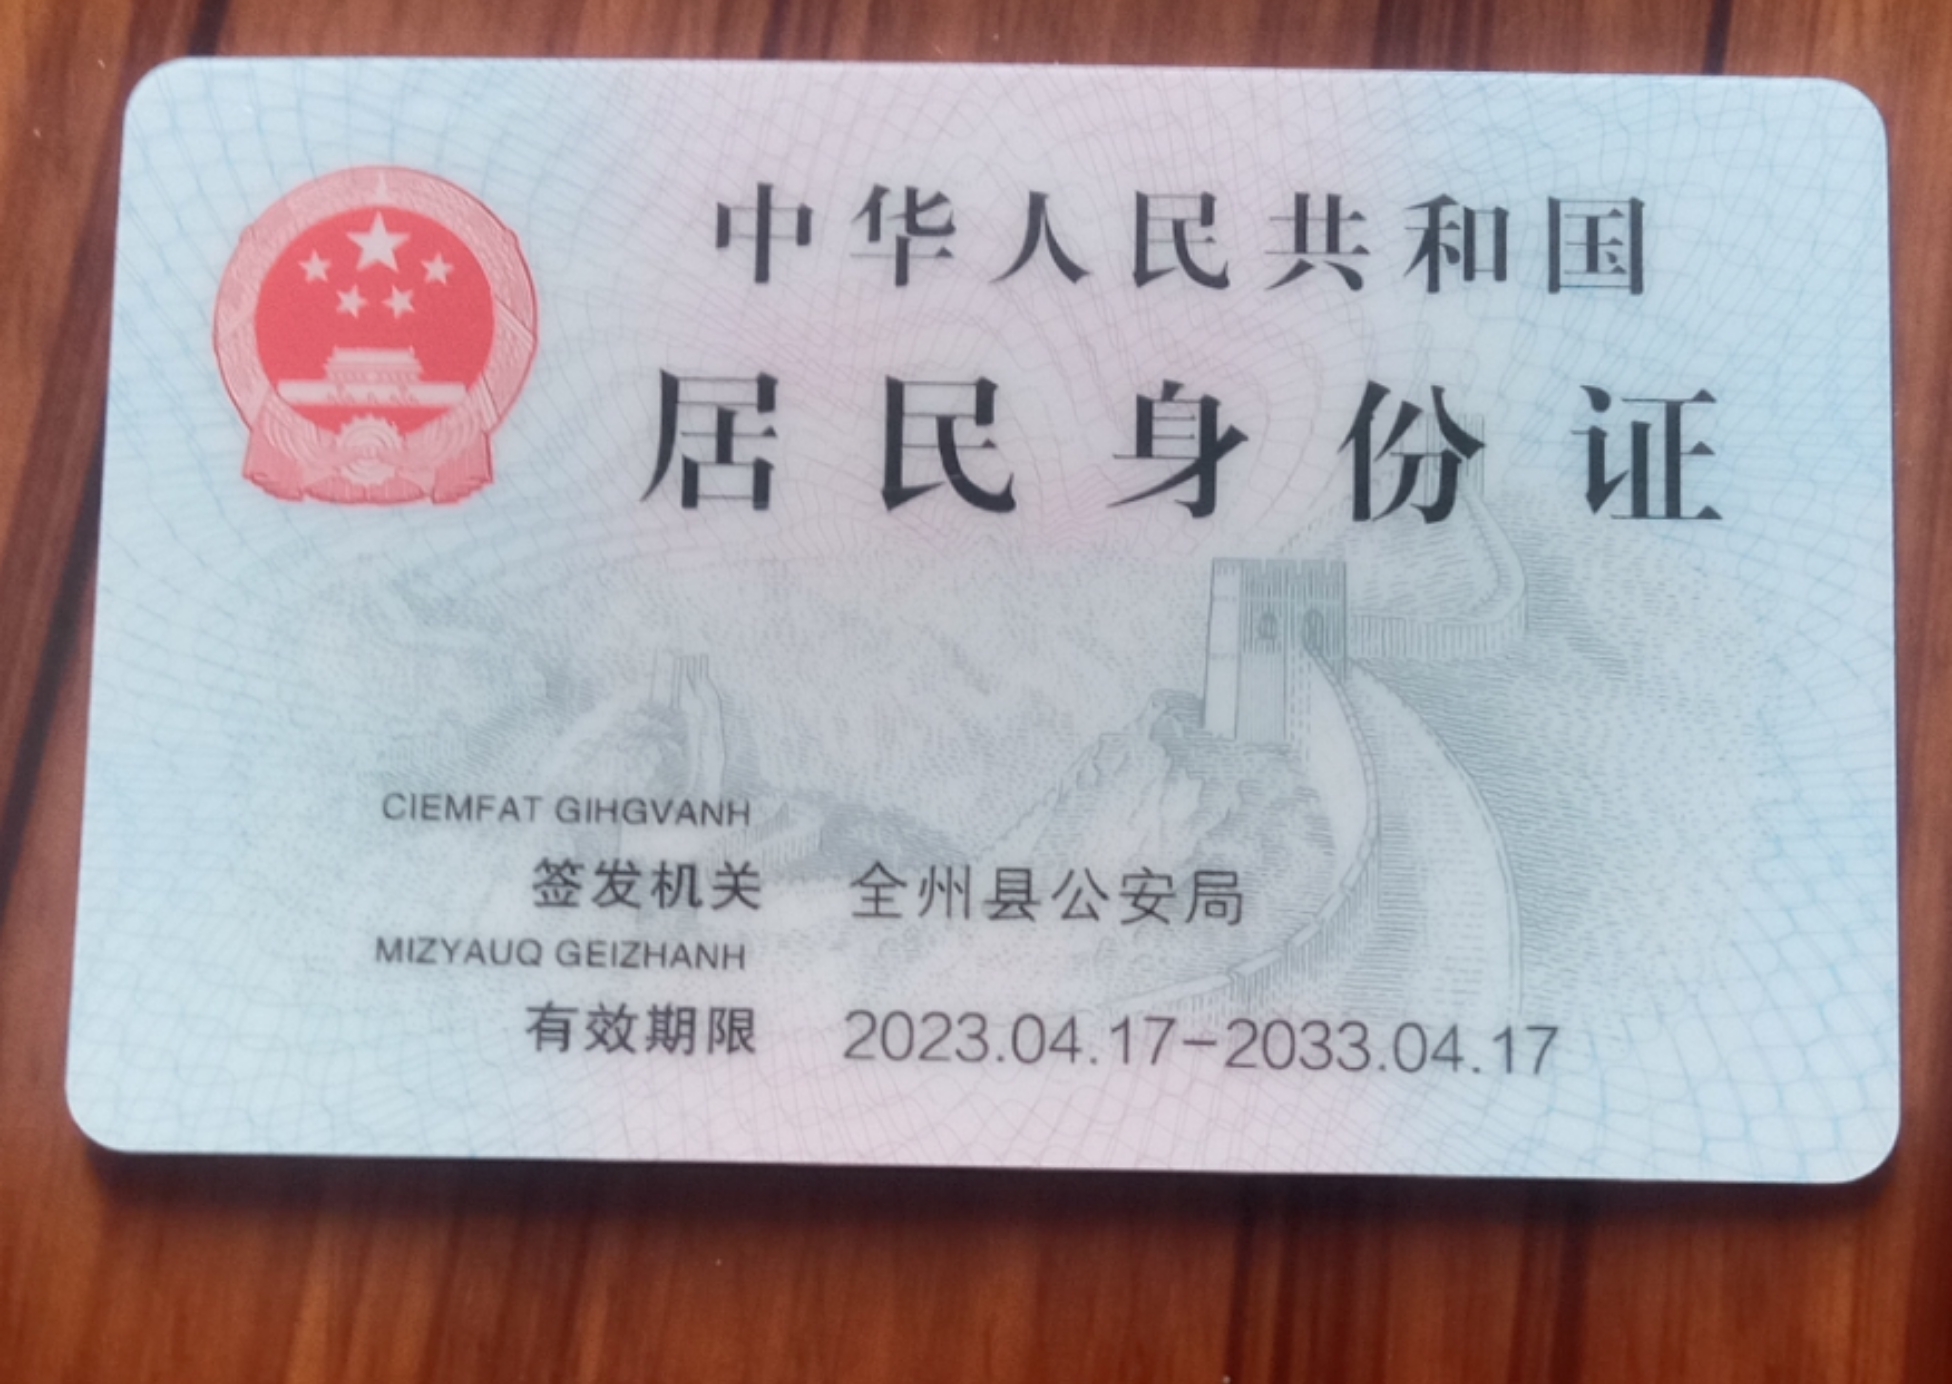 中华人民共和国
居民身份证
CIEMFAT GIHGVANH
签发机关 全州县公安局
MIZYAUQ GEIZHANH
有效期限 2023.04.17-2033.04.17